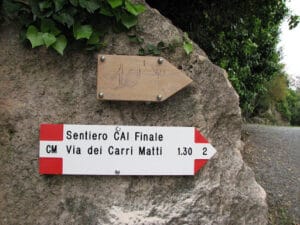 Sentiero CAI Finale
CM Via dei Carri Matti 1.30 2